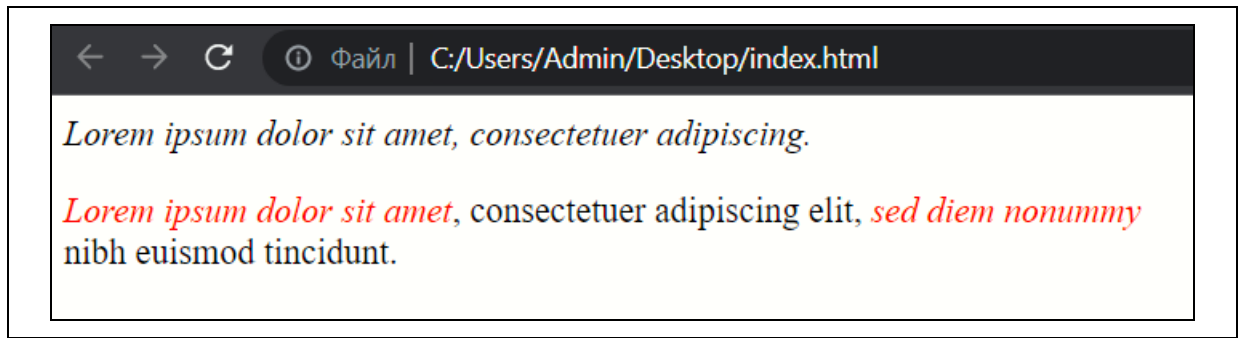 Файл | C:/Users/Admin/Desktop/index.html
Lorem ipsum dolor sit amet, consectetuer adipiscing.
Lorem ipsum dolor sit amet, consectetuer adipiscing elit, sed diem nonummy
nibh euismod tincidunt.